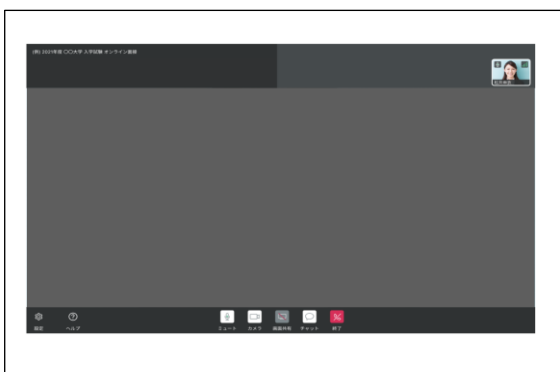 (例) 2021年度 〇〇大学 入学試験 オンライン面接
設定
ヘルプ
ミュート
カメラ
画面共有
チャット
終了